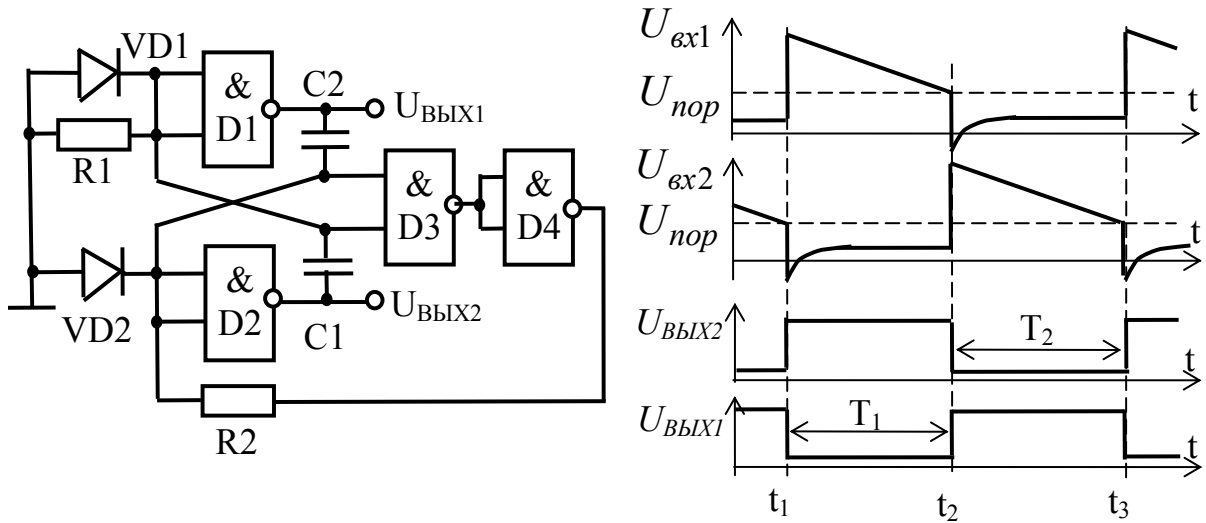 VD1
&
D1
C2
U_ВЫХ1
R1
&
D3
&
D4
VD2
&
D2
C1
U_ВЫХ2
R2
U_вх1
U_пор
t
U_вх2
U_пор
t
U_ВЫХ2
T_2
t
U_ВЫХ1
T_1
t
t_1
t_2
t_3